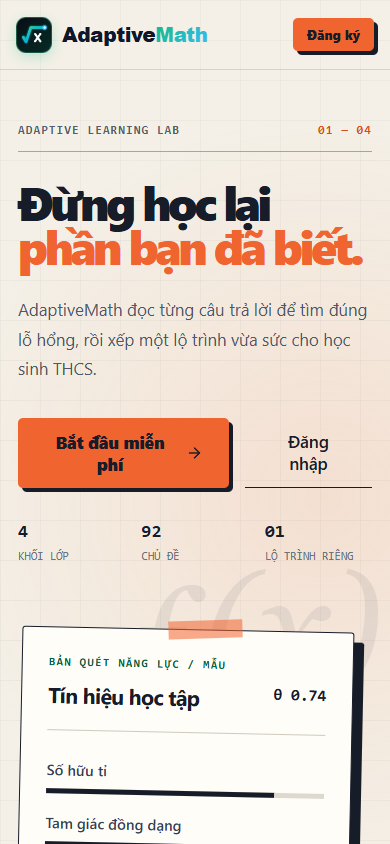 √x AdaptiveMath
Đăng ký
ADAPTIVE LEARNING LAB
01 — 04
Đừng học lại
phần bạn đã biết.
AdaptiveMath đọc từng câu trả lời để tìm đúng
lỗ hổng, rồi xếp một lộ trình vừa sức cho học
sinh THCS.
Bắt đầu miễn
phí →
Đăng
nhập
4
KHỐI LỚP
92
CHỦ ĐỀ
01
LỘ TRÌNH RIÊNG
f(x)
BẢN QUÉT NĂNG LỰC / MẪU
Tín hiệu học tập
θ 0.74
Số hữu tỉ
Tam giác đồng dạng